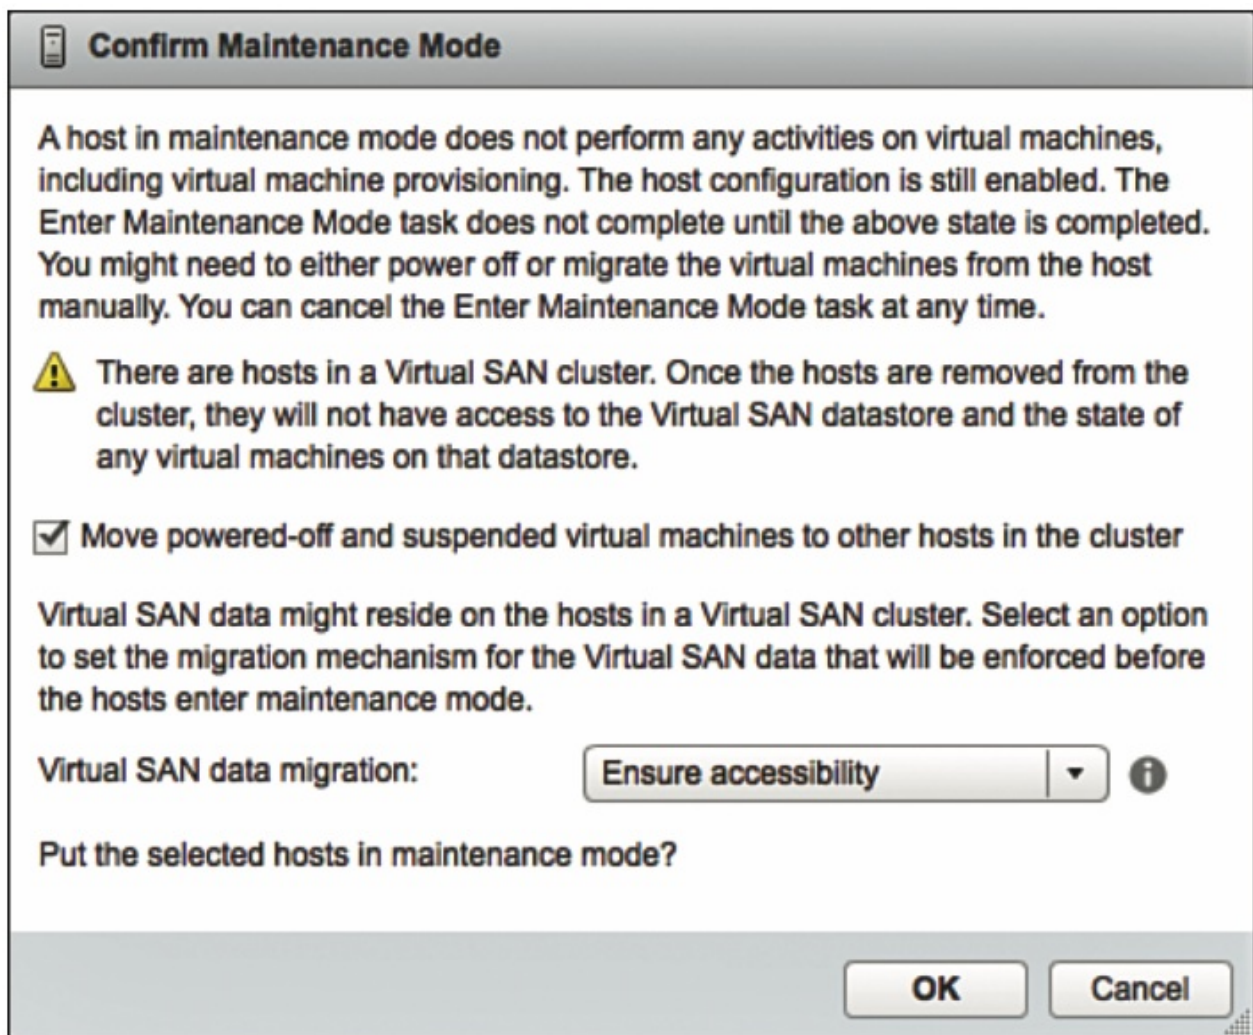 Confirm Maintenance Mode
A host in maintenance mode does not perform any activities on virtual machines,
including virtual machine provisioning. The host configuration is still enabled. The
Enter Maintenance Mode task does not complete until the above state is completed.
You might need to either power off or migrate the virtual machines from the host
manually. You can cancel the Enter Maintenance Mode task at any time.
There are hosts in a Virtual SAN cluster. Once the hosts are removed from the
cluster, they will not have access to the Virtual SAN datastore and the state of
any virtual machines on that datastore.
Move powered-off and suspended virtual machines to other hosts in the cluster
Virtual SAN data might reside on the hosts in a Virtual SAN cluster. Select an option
to set the migration mechanism for the Virtual SAN data that will be enforced before
the hosts enter maintenance mode.
Virtual SAN data migration: Ensure accessibility
Put the selected hosts in maintenance mode?
OK Cancel